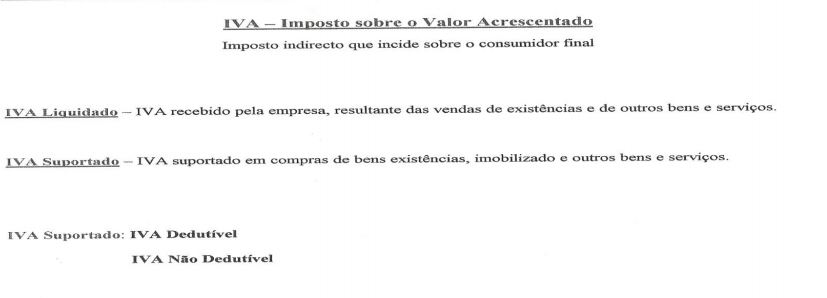 IVA – Imposto sobre o Valor Acrescentado
Imposto indirecto que incide sobre o consumidor final
IVA Liquidado – IVA recebido pela empresa, resultante das vendas de existências e de outros bens e serviços.
IVA Suportado – IVA suportado em compras de bens existências, imobilizado e outros bens e serviços.
IVA Suportado: IVA Dedutível
IVA Não Dedutível